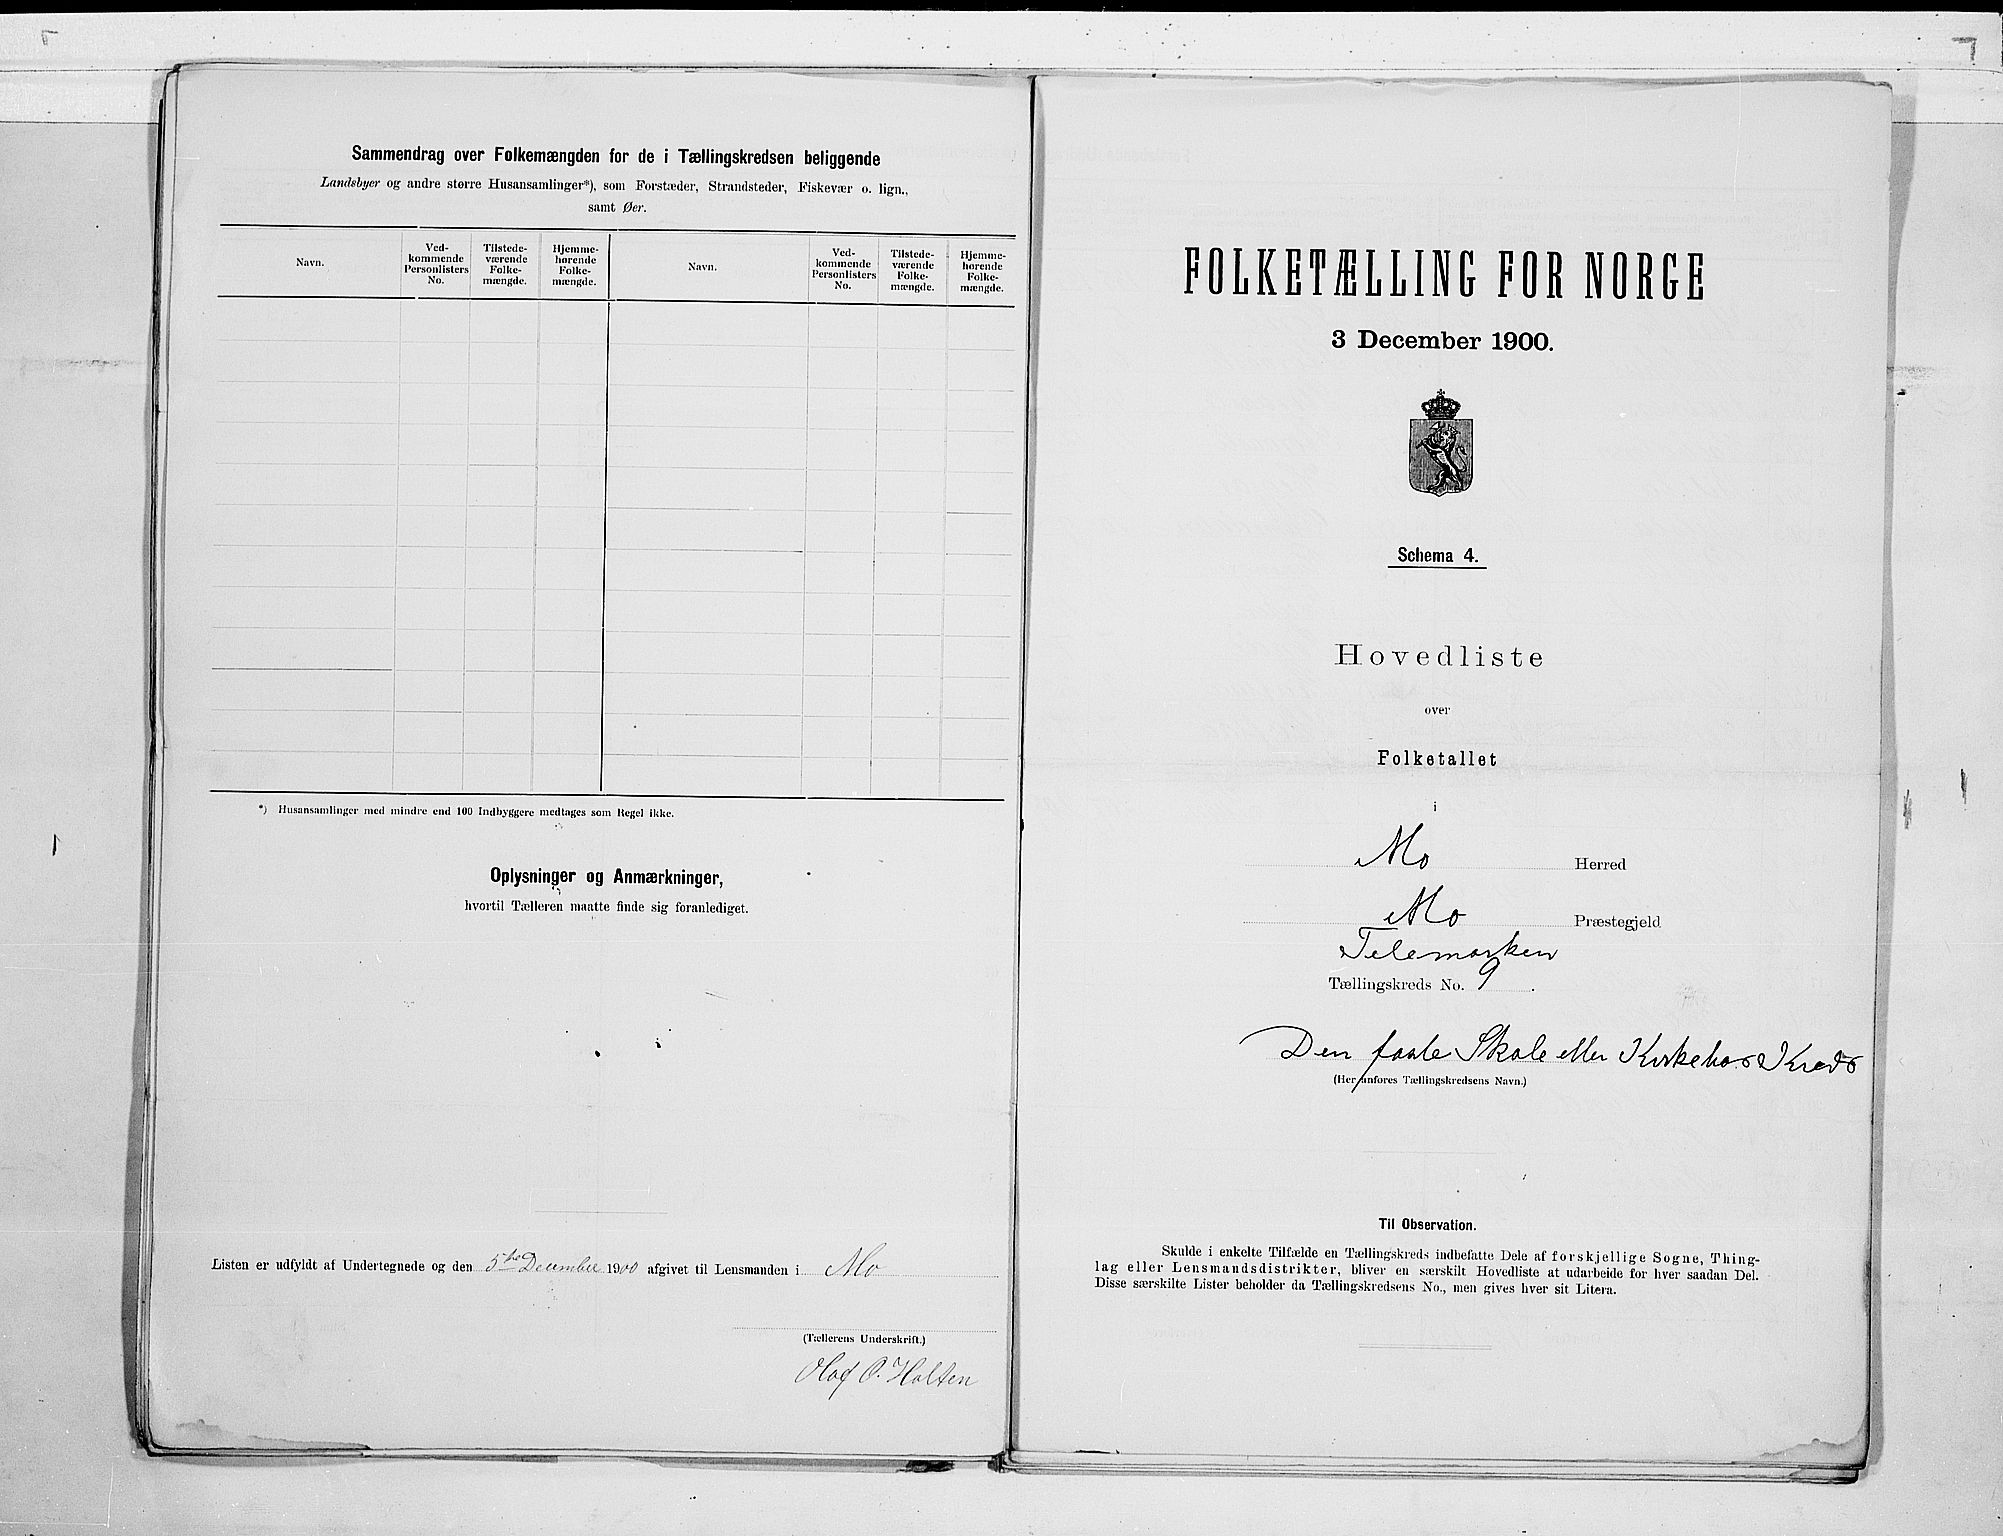 Sammendrag over Folkemængden for de i Tællingskredsen beliggende
Landsbyer og andre større Husansamlinger*), som Forstæder, Strandsteder, Fiskevær o. lign.,
samt Øer.
Navn.
Ved-
kommende
Personlisters
No.
Tilstede-
værende
Folke-
mængde.
Hjemme-
hørende
Folke-
mængde.
Navn.
Ved-
kommende
Personlisters
No.
Tilstede-
værende
Folke-
mængde.
Hjemme-
hørende
Folke-
mængde.
*) Husansamlinger med mindre end 100 Indbyggere medtages som Regel ikke.
Oplysninger og Anmærkninger,
hvortil Tælleren maatte finde sig foranlediget.
Listen er udfyldt af Undertegnede og den 5te December 1900 afgivet til Lensmanden i Mo
(Tællerens Underskrift.)
Olaf O. Holten
FOLKETÆLLING FOR NORGE
3 December 1900.
Schema 4.
Hovedliste
over
Folketallet
i
Mo Herred
Mo Præstegjeld
Telemarken
Tællingskreds No. 9.
Den faste Skole eller Kirkebø Kreds
(Her anføres Tællingskredsens Navn.)
Til Observation.
Skulde i enkelte Tilfælde en Tællingskreds indbefatte Dele af forskjellige Sogne, Thing-
lag eller Lensmandsdistrikter, bliver en særskilt Hovedliste at udarbeide for hver saadan Del.
Disse særskilte Lister beholder da Tællingskredsens No., men gives hver sit Litera.